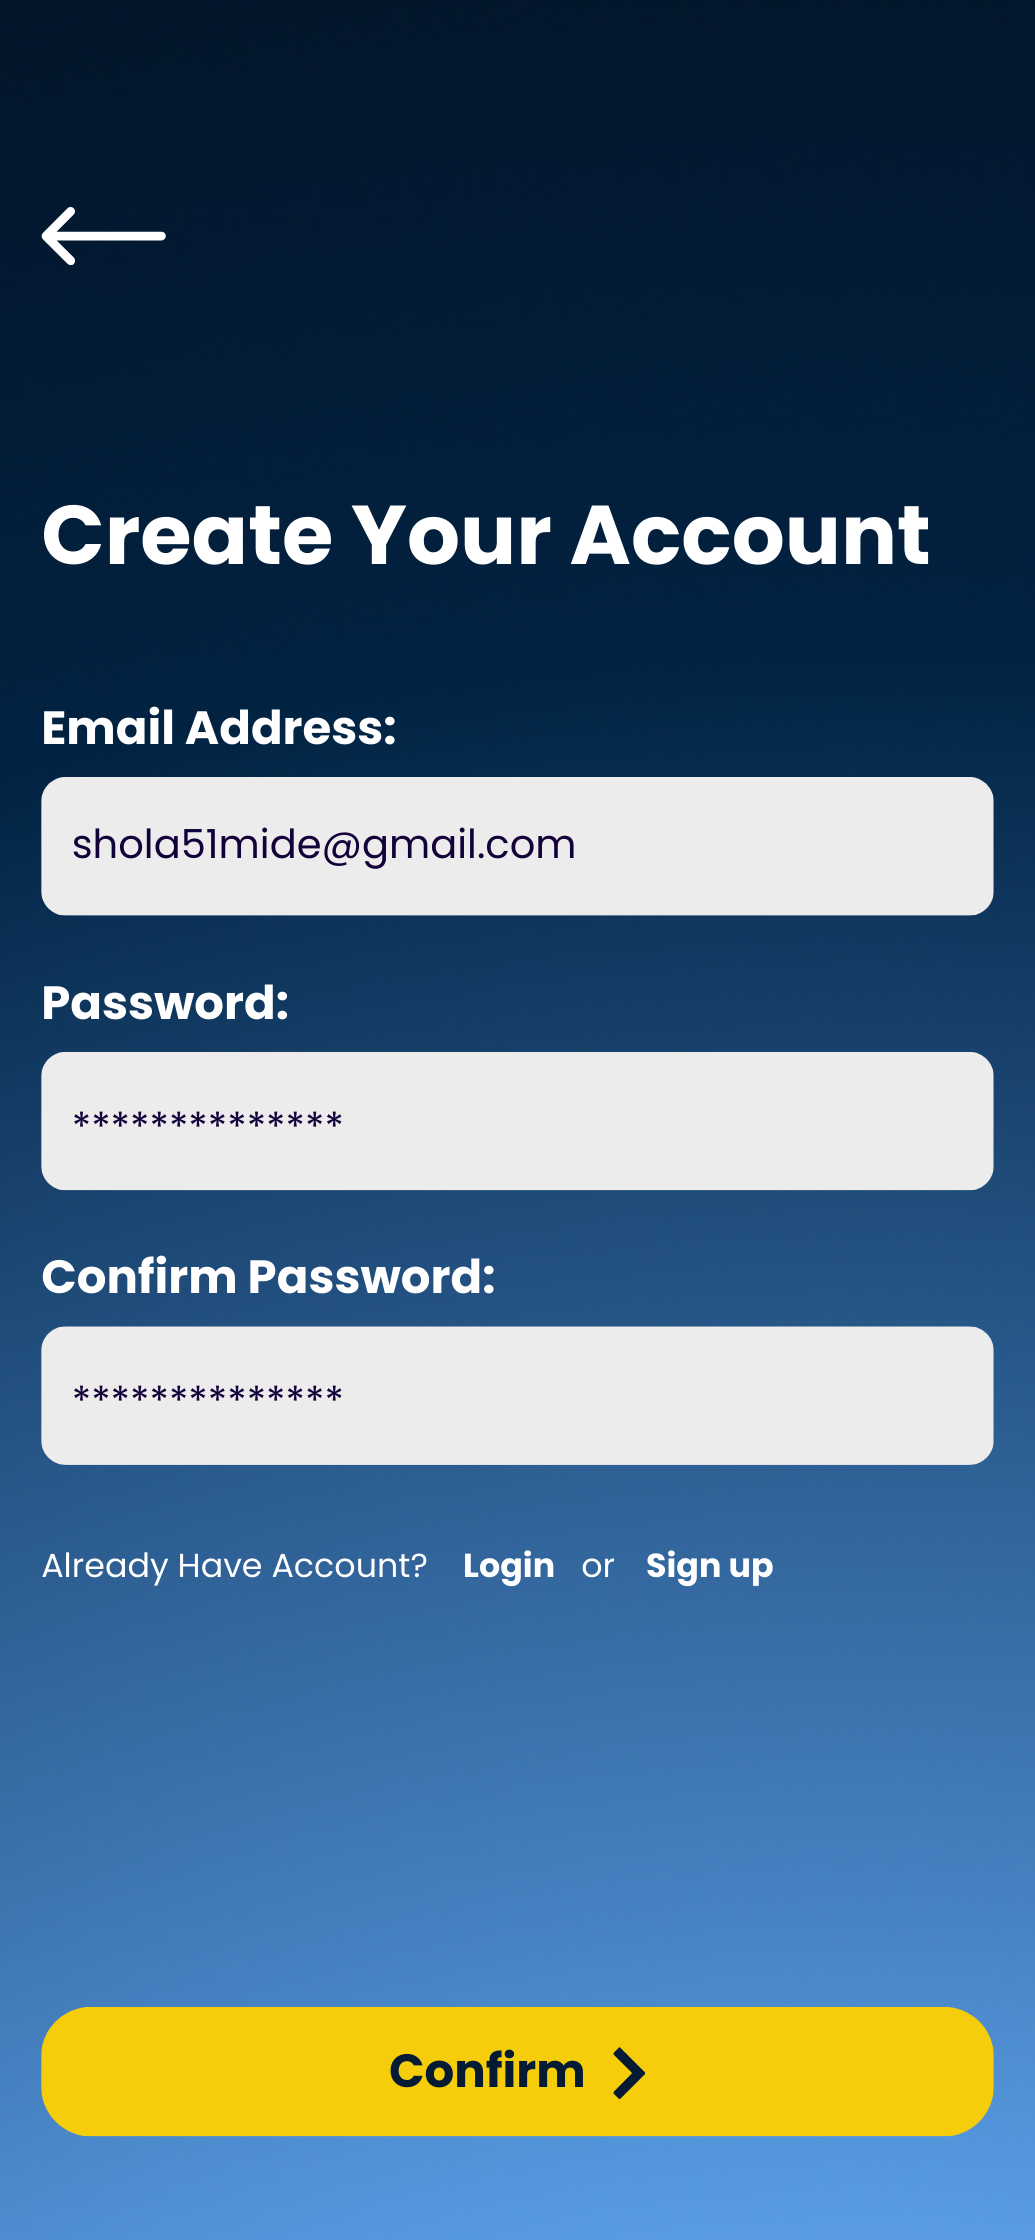 Create Your Account
Email Address:
shola51mide@gmail.com
Password:
**************
Confirm Password:
**************
Already Have Account? Login or Sign up
Confirm